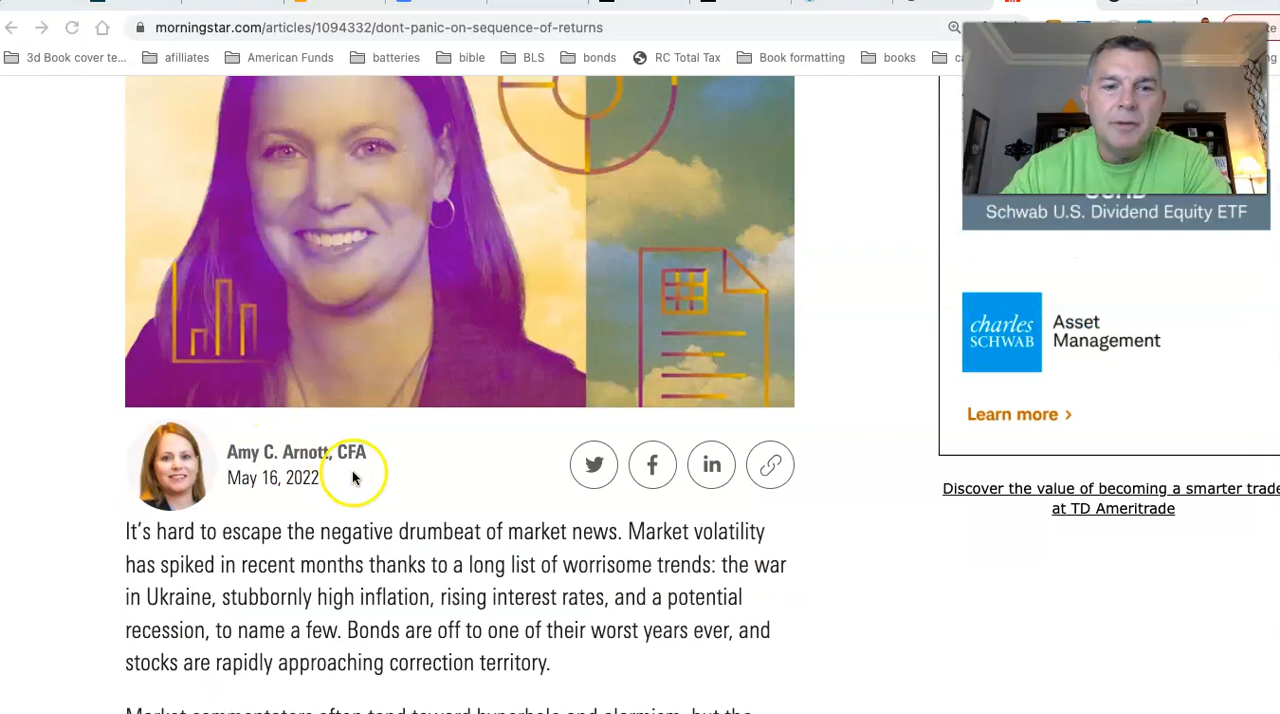 morningstar.com/articles/1094332/dont-panic-on-sequence-of-returns
3d Book cover te... afilliates American Funds batteries bible BLS bonds RC Total Tax Book formatting books
Schwab U.S. Dividend Equity ETF
charles
SCHWAB
Asset
Management
Learn more >
Discover the value of becoming a smarter trade
at TD Ameritrade
Amy C. Arnott, CFA
May 16, 2022
in
It's hard to escape the negative drumbeat of market news. Market volatility
has spiked in recent months thanks to a long list of worrisome trends: the war
in Ukraine, stubbornly high inflation, rising interest rates, and a potential
recession, to name a few. Bonds are off to one of their worst years ever, and
stocks are rapidly approaching correction territory.